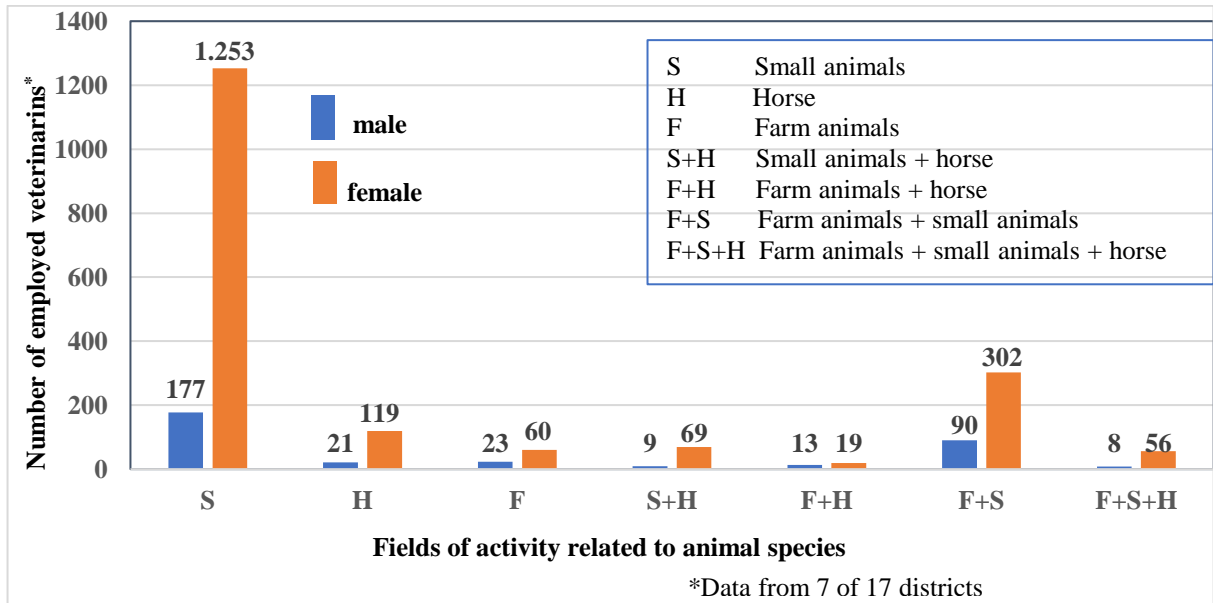 Number of employed veterinarins*
1400
1200
1000
800
600
400
200
0
1.253
177
21
119
23
60
9
69
13
19
90
302
8
56
male
female
S Small animals
H Horse
F Farm animals
S+H Small animals + horse
F+H Farm animals + horse
F+S Farm animals + small animals
F+S+H Farm animals + small animals + horse
S H F S+H F+H F+S F+S+H
Fields of activity related to animal species
*Data from 7 of 17 districts